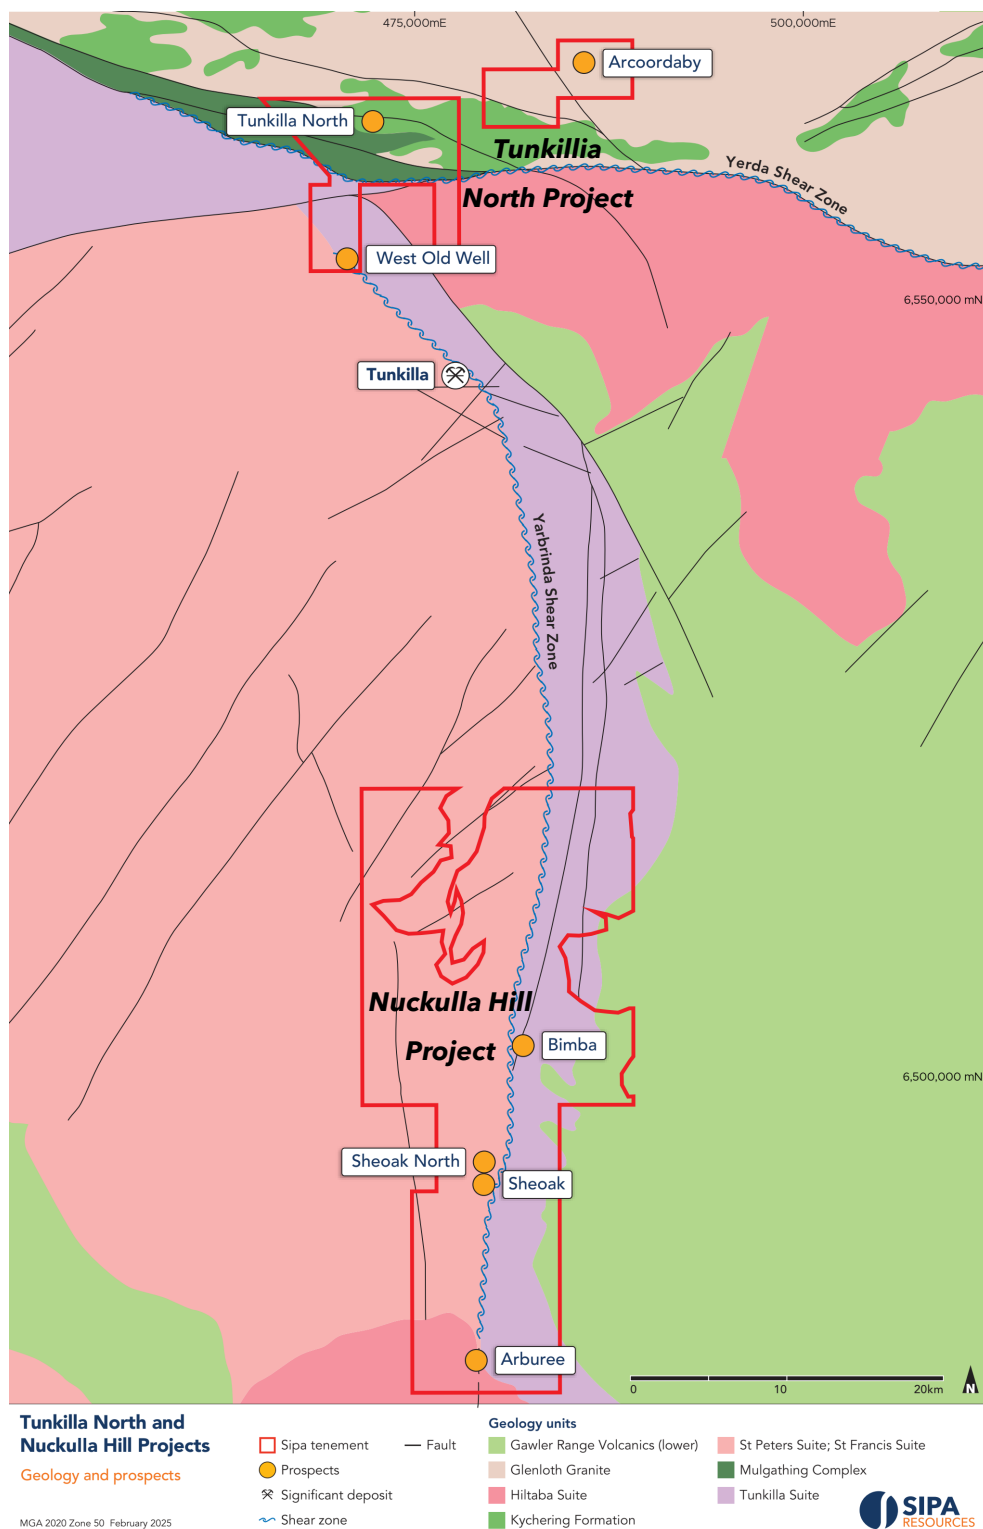 475,000mE
500,000mE
Arcoordaby
Tunkilla North
Tunkillia
North Project
Yerda Shear Zone
West Old Well
6,550,000 mN
Tunkilla
Yarbrinda Shear Zone
Nuckulla Hill
Project
Bimba
6,500,000 mN
Sheoak North
Sheoak
Arburee
0
10
20km
N
Tunkilla North and
Nuckulla Hill Projects
Geology and prospects
MGA 2020 Zone 50 February 2025
Sipa tenement
Fault
Prospects
Significant deposit
Shear zone
Geology units
Gawler Range Volcanics (lower)
Glenloth Granite
Hiltaba Suite
Kychering Formation
St Peters Suite; St Francis Suite
Mulgathing Complex
Tunkilla Suite
SIPA
RESOURCES